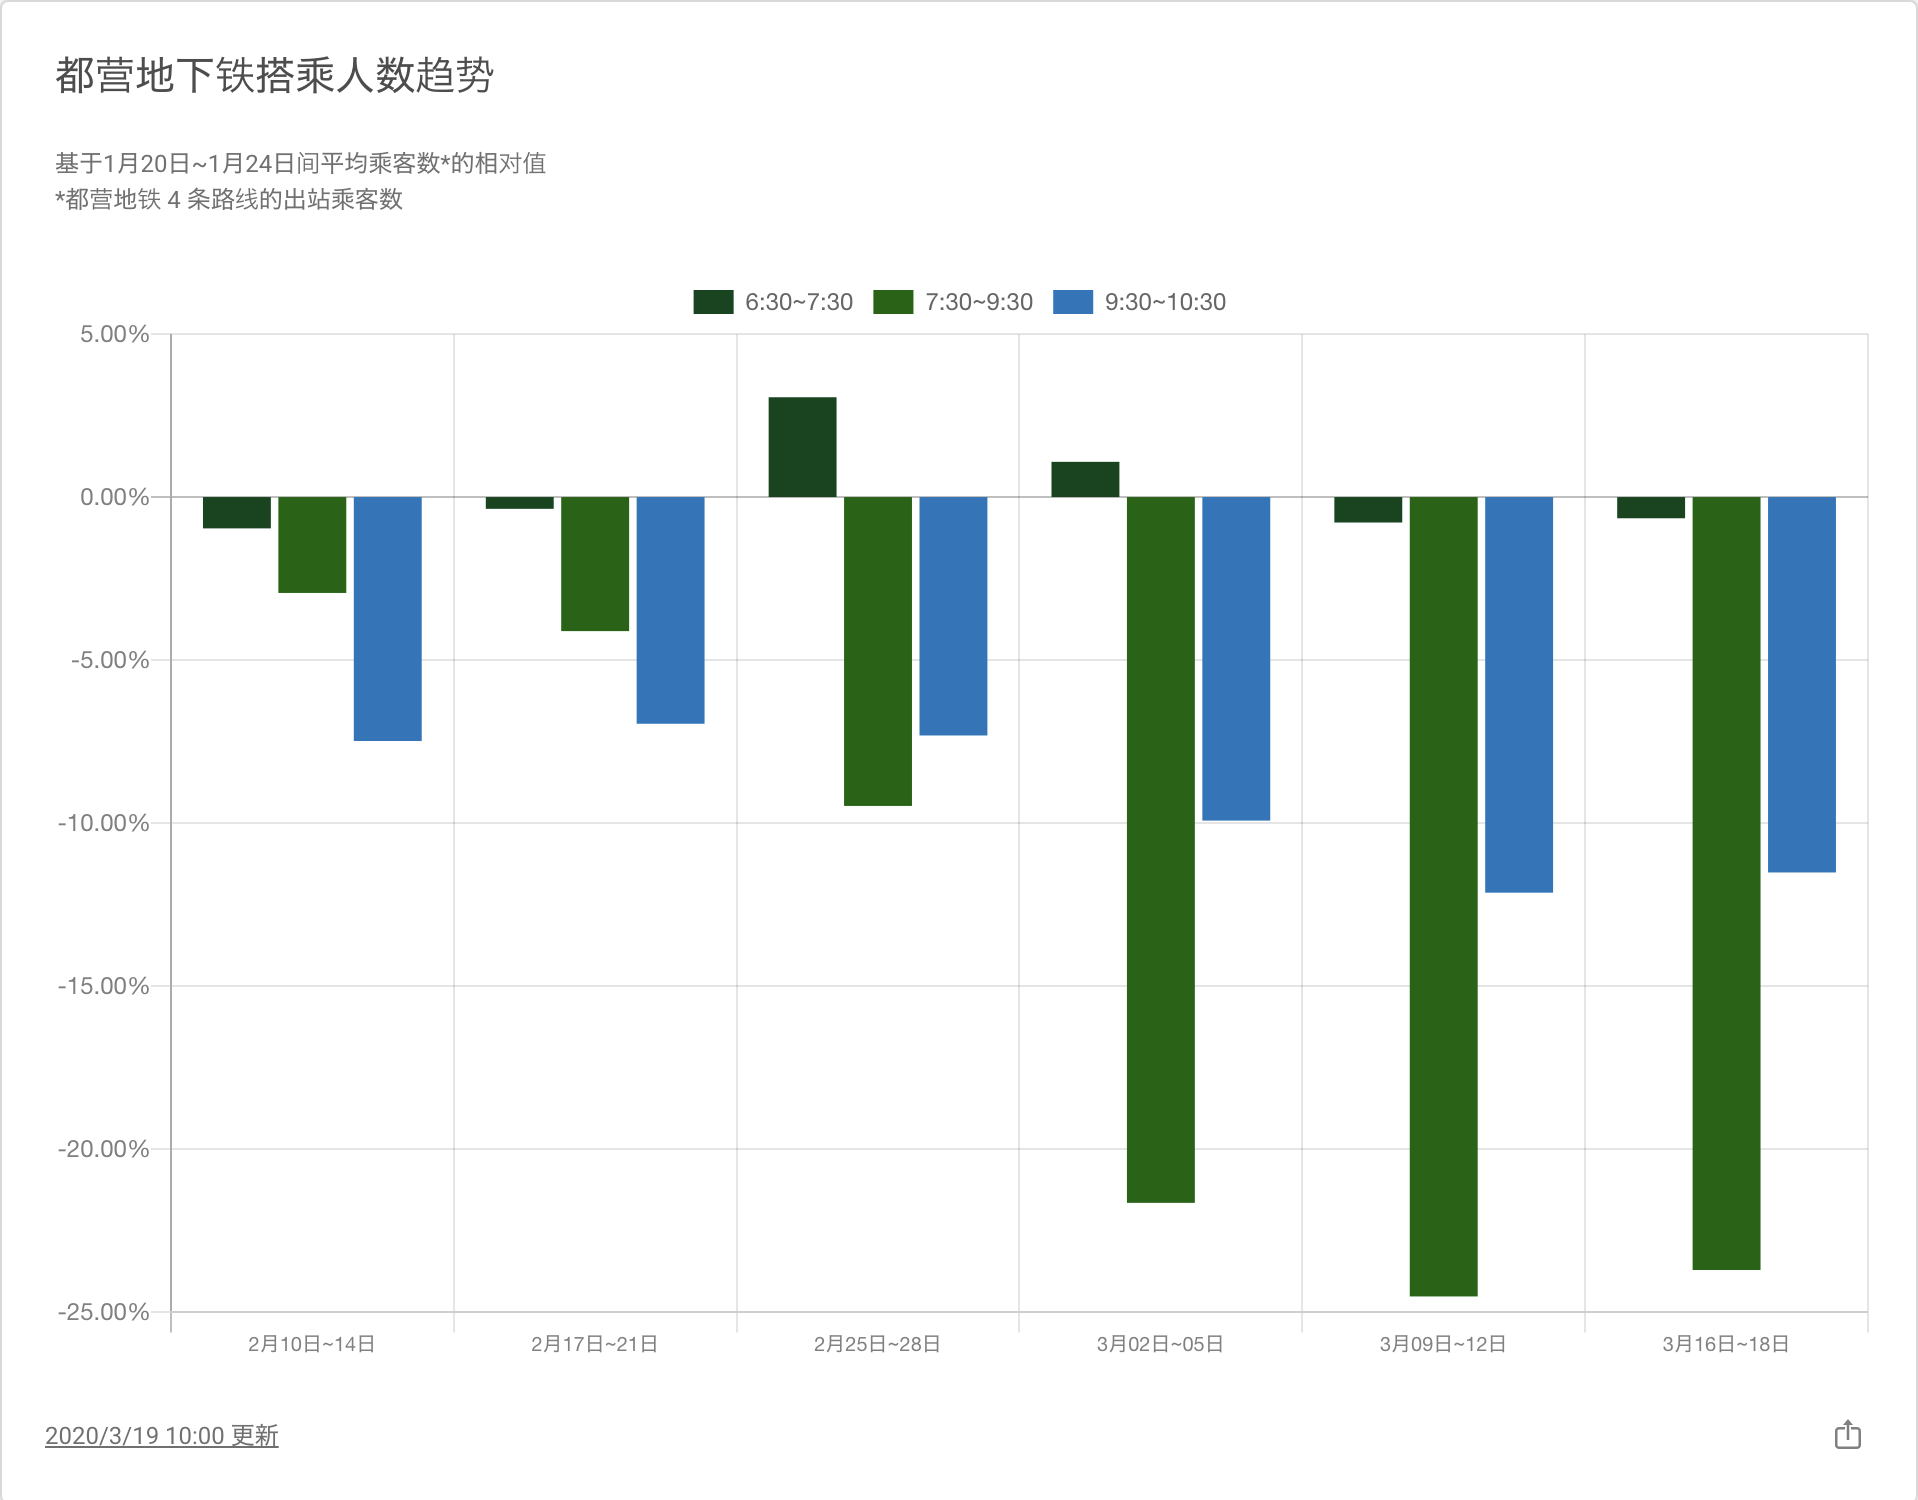 都营地下铁搭乘人数趋势
基于1月20日~1月24日间平均乘客数*的相对值
*都营地铁 4 条路线的出站乘客数
6:30~7:30 7:30~9:30 9:30~10:30
5.00%
0.00%
-5.00%
-10.00%
-15.00%
-20.00%
-25.00%
2月10日~14日 2月17日~21日 2月25日~28日 3月02日~05日 3月09日~12日 3月16日~18日
2020/3/19 10:00 更新